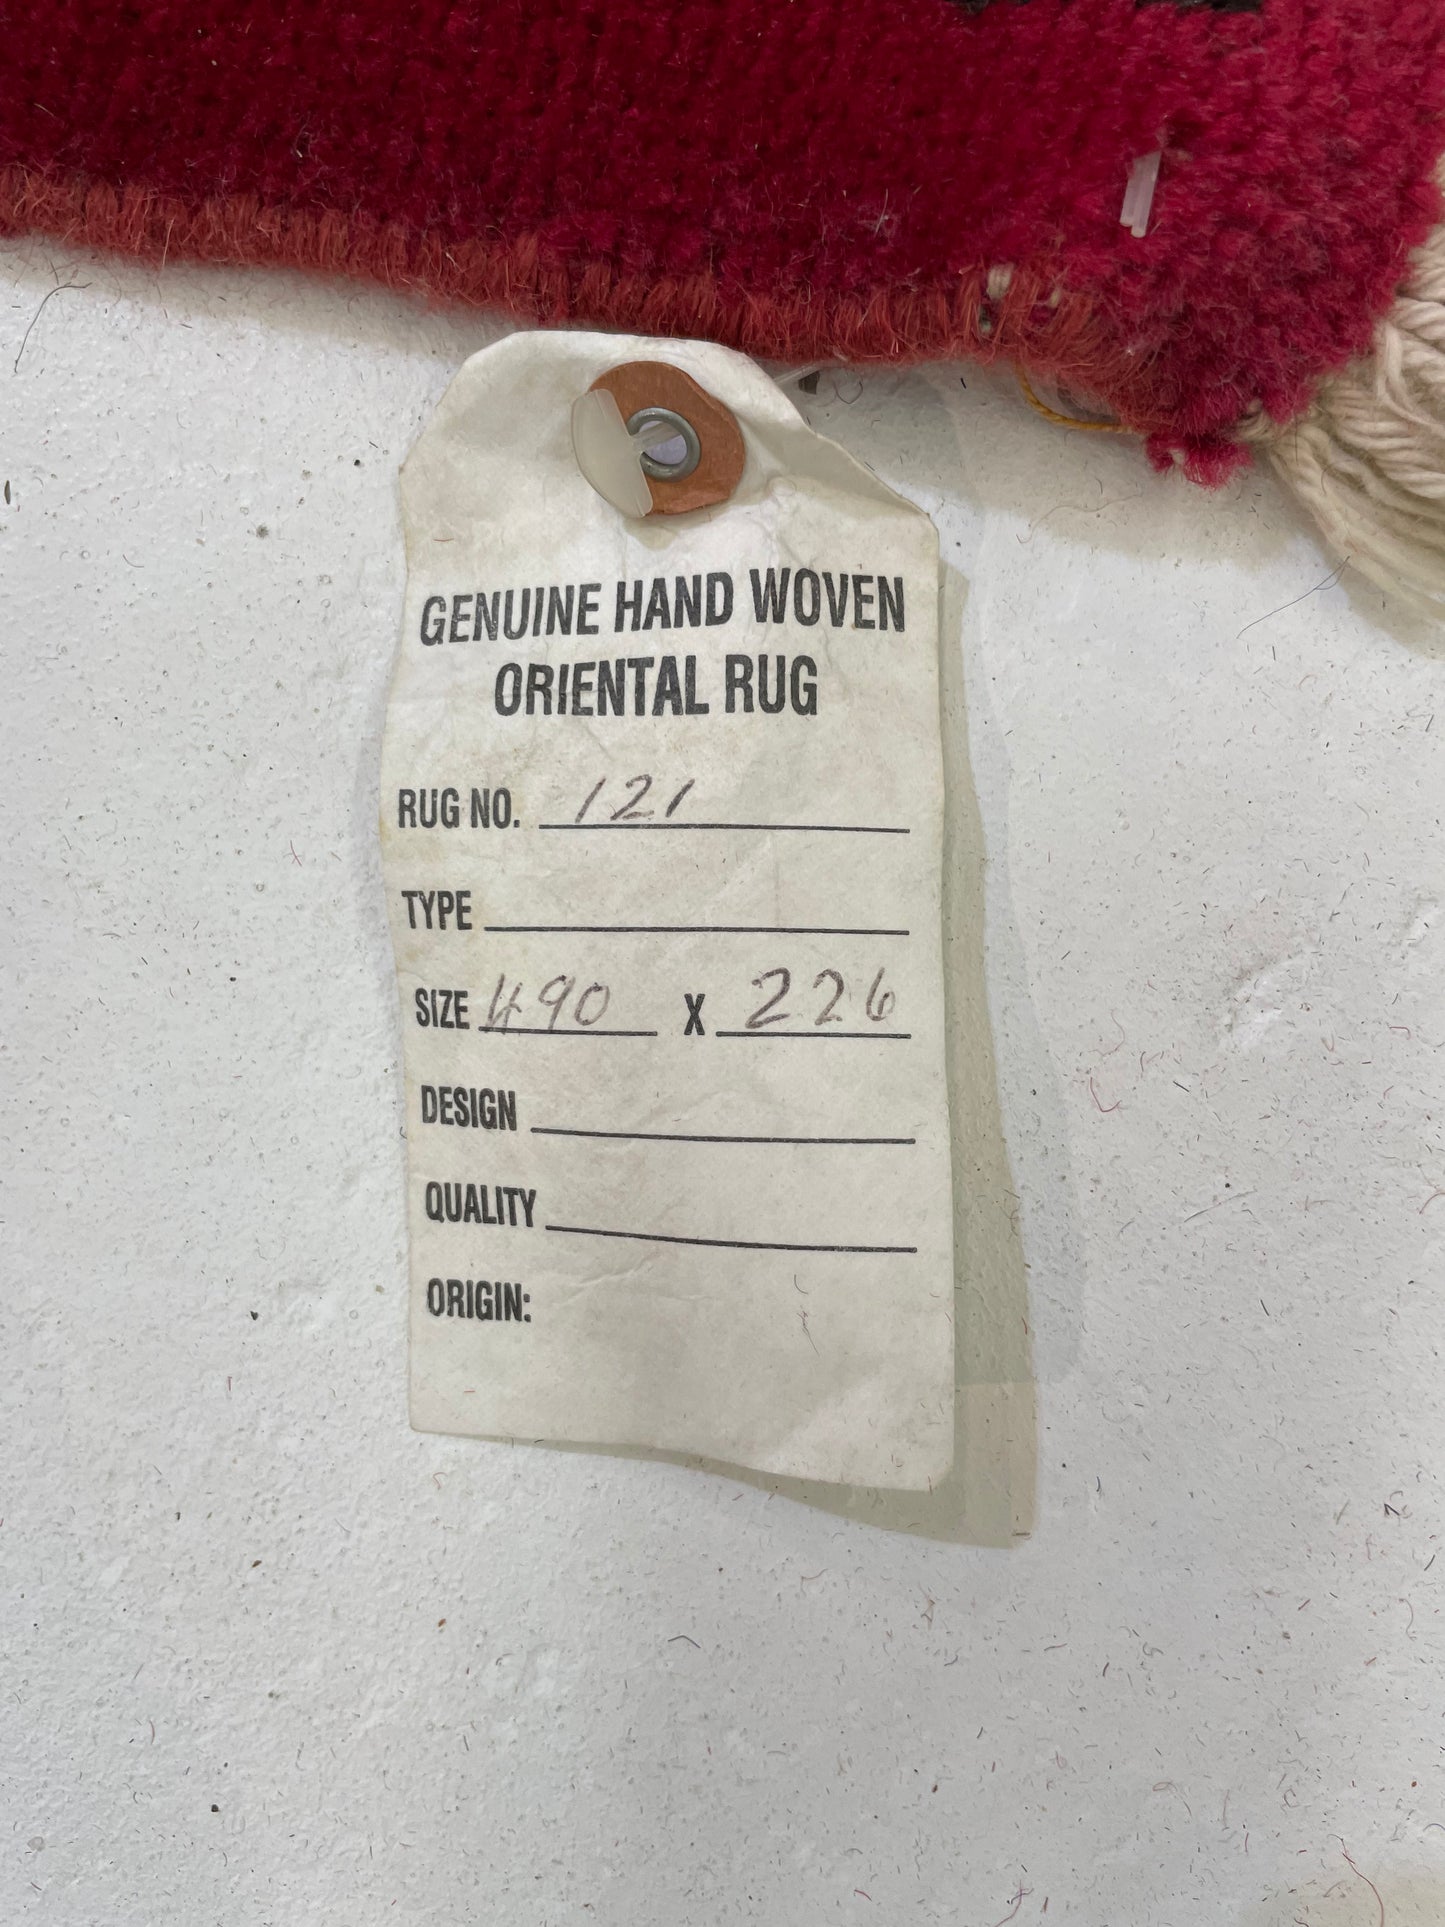 GENUINE HAND WOVEN
ORIENTAL RUG
RUG NO. 121
TYPE
SIZE 490 X 226
DESIGN
QUALITY
ORIGIN: